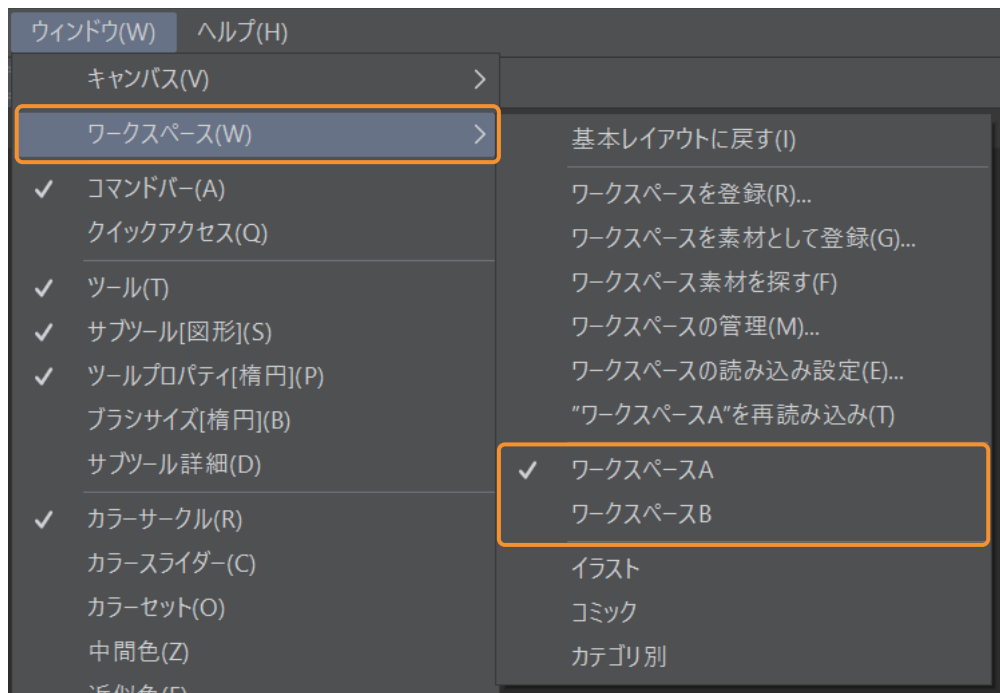 ウィンドウ(W) ヘルプ(H)
キャンバス(V)
ワークスペース(W)
コマンドバー(A)
クイックアクセス(Q)
ツール(T)
サブツール[図形](S)
ツールプロパティ[楕円](P)
ブラシサイズ[楕円](B)
サブツール詳細(D)
カラーサークル(R)
カラースライダー(C)
カラーセット(O)
中間色(Z)
基本レイアウトに戻す(I)
ワークスペースを登録(R)...
ワークスペースを素材として登録(G)...
ワークスペース素材を探す(F)
ワークスペースの管理(M)...
ワークスペースの読み込み設定(E)...
"ワークスペースA"を再読み込み(T)
ワークスペースA
ワークスペースB
イラスト
コミック
カテゴリ別